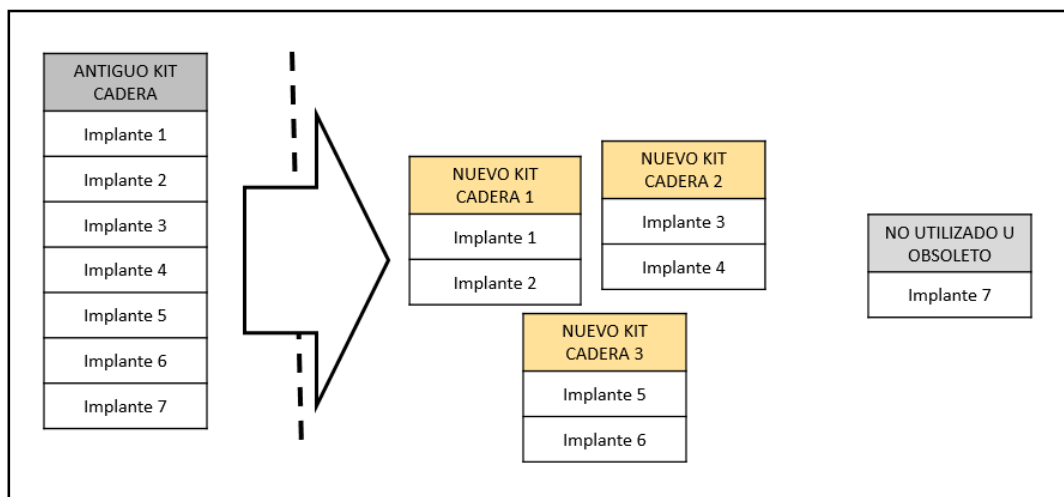 ANTIGUO KIT
CADERA
Implante 1
Implante 2
Implante 3
Implante 4
Implante 5
Implante 6
Implante 7
NUEVO KIT
CADERA 1
Implante 1
Implante 2
NUEVO KIT
CADERA 2
Implante 3
Implante 4
NUEVO KIT
CADERA 3
Implante 5
Implante 6
NO UTILIZADO U
OBSOLETO
Implante 7